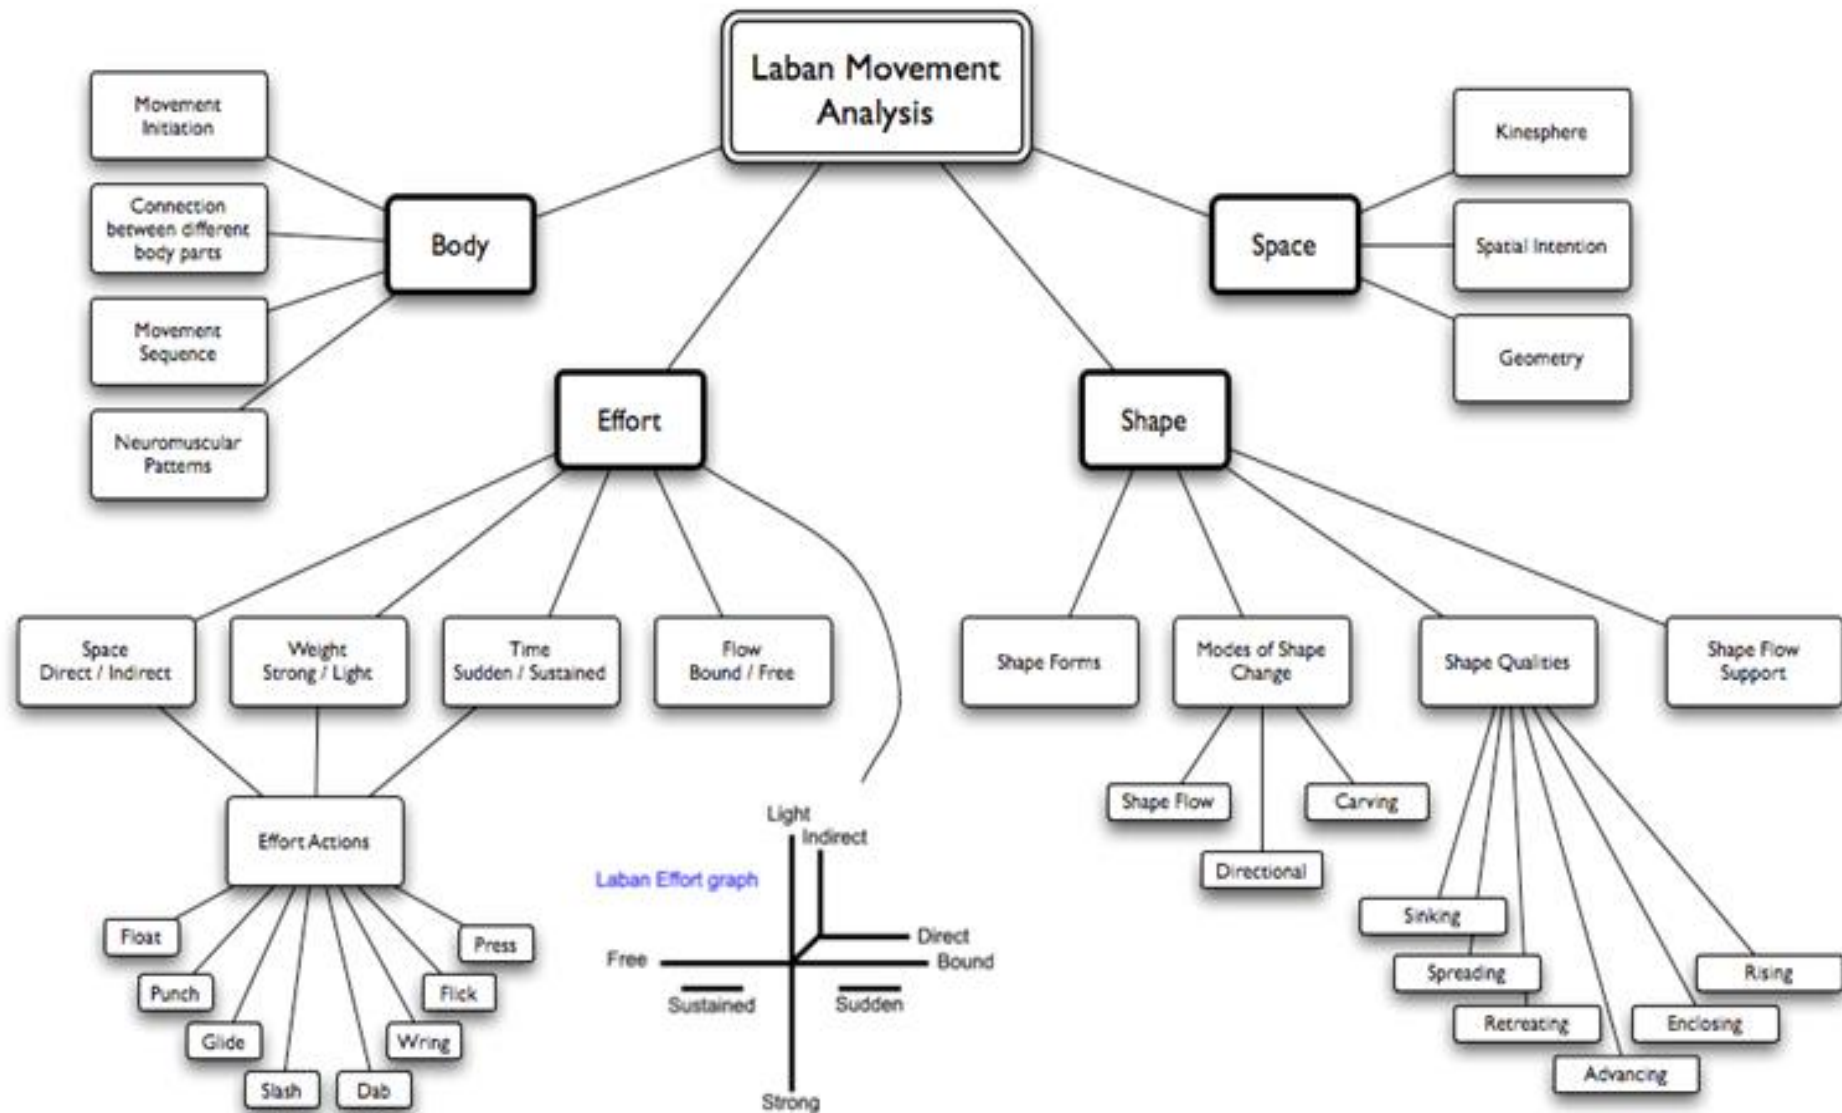 Laban Movement
Analysis
Movement
Initiation
Connection
between different
body parts
Movement
Sequence
Neuromuscular
Patterns
Body
Space
Kinesphere
Spatial Intention
Geometry
Effort
Shape
Space
Direct / Indirect
Weight
Strong / Light
Time
Sudden / Sustained
Flow
Bound / Free
Shape Forms
Modes of Shape
Change
Shape Qualities
Shape Flow
Support
Effort Actions
Float
Punch
Glide
Slash
Dab
Wring
Flick
Press
Laban Effort graph
Light
Indirect
Direct
Free
Bound
Sustained
Sudden
Strong
Shape Flow
Directional
Carving
Sinking
Spreading
Retreating
Advancing
Enclosing
Rising